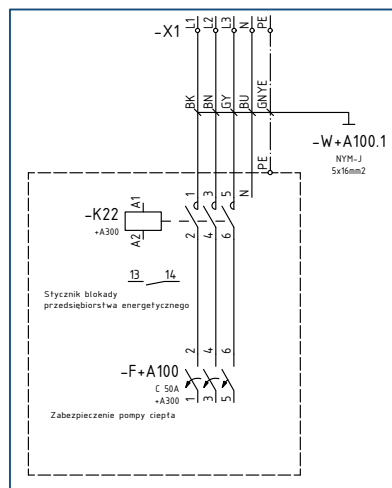 -X1
L1 L2 L3 N PE
BK BN GY BU GNYE
-W+A100.1
NYM-J
5x16mm2
PE
-K22
+A300
A1
A2
1 3 5 N
2 4 6
13 14
Stycznik blokady
przedsiębiorstwa energetycznego
2 4 6
-F+A100
C 50A
+A300
1 3 5
Zabezpieczenie pompy ciepła